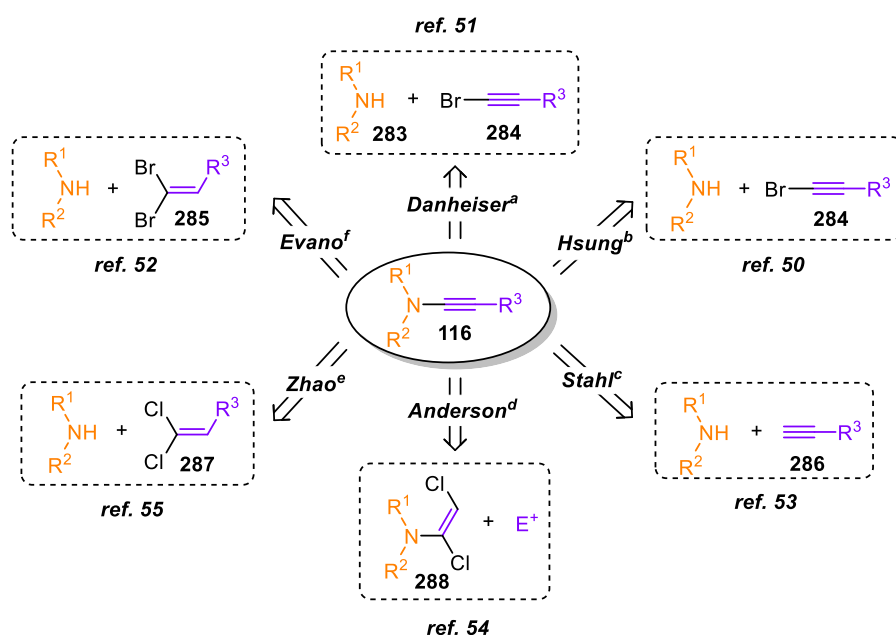 ref. 51
R1
NH + Br R3
R2 283 284
R1 Br R3
NH +
R2 Br 285
ref. 52
Danheiserᵃ
R1
NH + Br R3
R2 284
ref. 50
Evanoᶠ
Hsungᵇ
R1
N R3
R2 116
Zhaoᵉ
Andersonᵈ
Stahlᶜ
R1 Cl R3
NH +
R2 Cl 287
ref. 55
R1
NH + R3
R2 286
ref. 53
Cl
R1
N + E+
R2 Cl
288
ref. 54